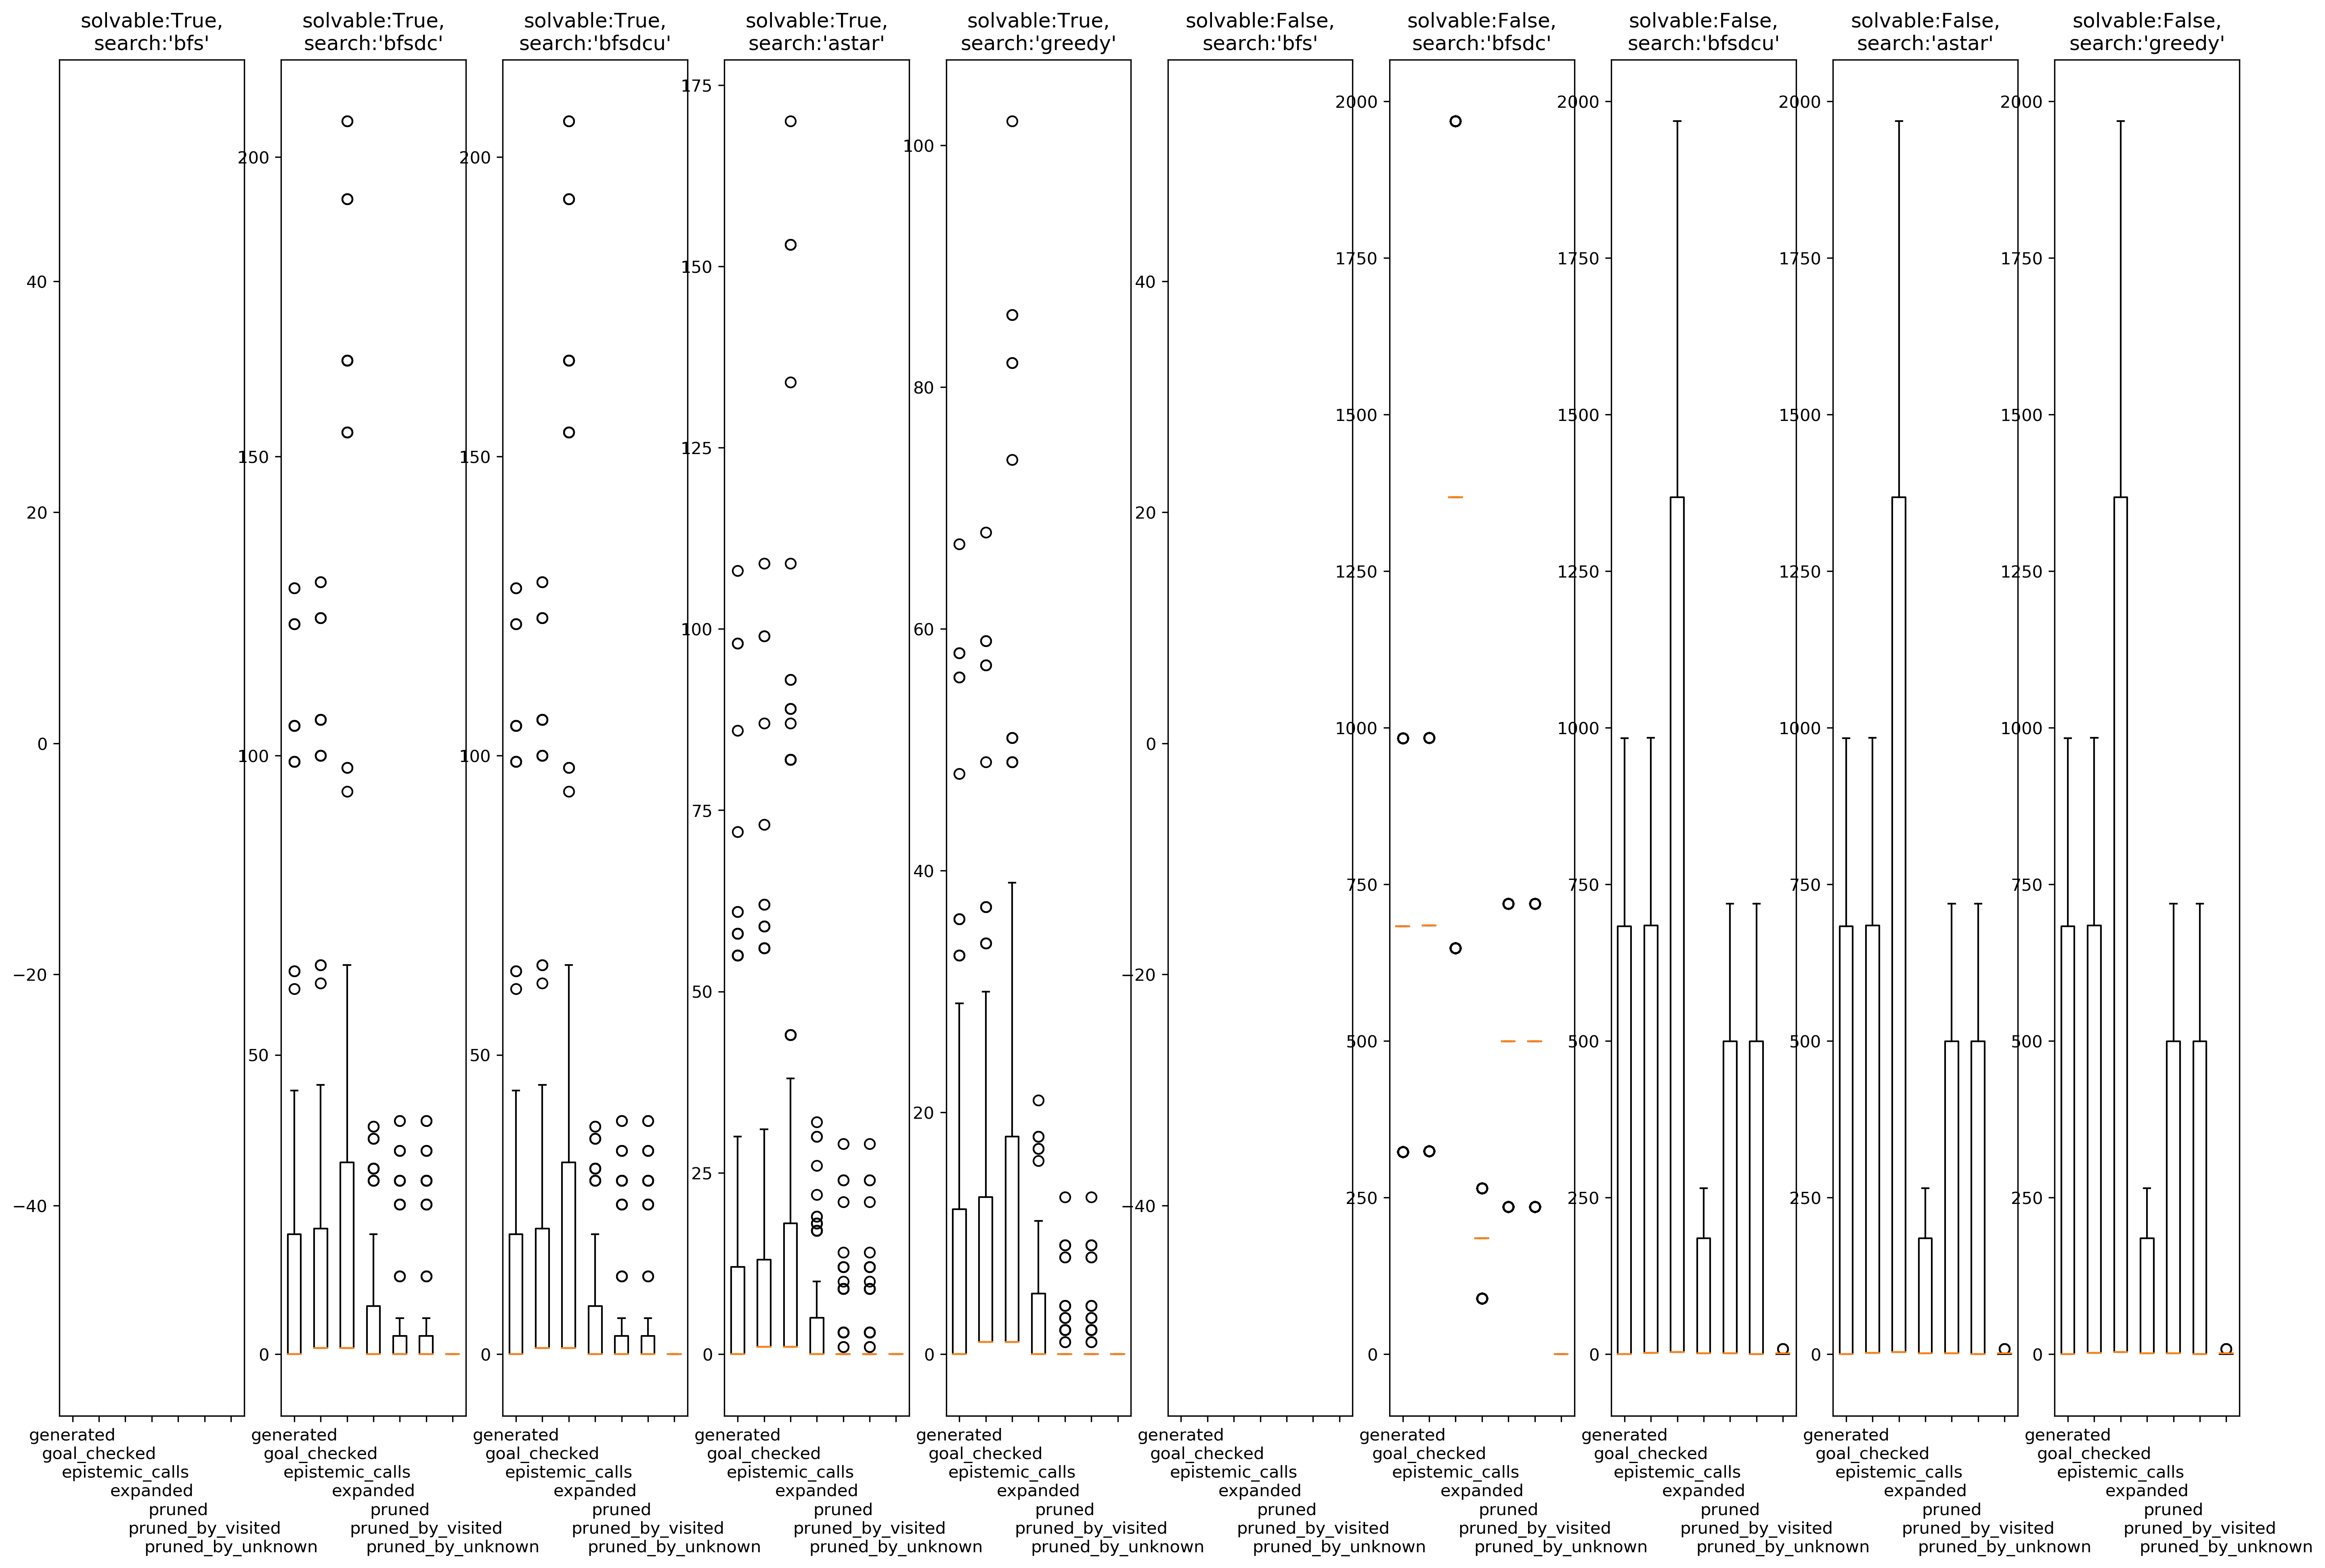 solvable:True,
search:'bfs'
solvable:True,
search:'bfsdc'
solvable:True,
search:'bfsdcu'
solvable:True,
search:'astar'
solvable:True,
search:'greedy'
solvable:False,
search:'bfs'
solvable:False,
search:'bfsdc'
solvable:False,
search:'bfsdcu'
solvable:False,
search:'astar'
solvable:False,
search:'greedy'
40
20
0
−20
−40
generated
goal_checked
epistemic_calls
expanded
pruned
pruned_by_visited
pruned_by_unknown
200
150
100
50
0
generated
goal_checked
epistemic_calls
expanded
pruned
pruned_by_visited
pruned_by_unknown
200
150
100
50
0
generated
goal_checked
epistemic_calls
expanded
pruned
pruned_by_visited
pruned_by_unknown
175
150
125
100
75
50
25
0
generated
goal_checked
epistemic_calls
expanded
pruned
pruned_by_visited
pruned_by_unknown
100
80
60
40
20
0
generated
goal_checked
epistemic_calls
expanded
pruned
pruned_by_visited
pruned_by_unknown
40
20
0
−20
−40
generated
goal_checked
epistemic_calls
expanded
pruned
pruned_by_visited
pruned_by_unknown
2000
1750
1500
1250
1000
750
500
250
0
generated
goal_checked
epistemic_calls
expanded
pruned
pruned_by_visited
pruned_by_unknown
2000
1750
1500
1250
1000
750
500
250
0
generated
goal_checked
epistemic_calls
expanded
pruned
pruned_by_visited
pruned_by_unknown
2000
1750
1500
1250
1000
750
500
250
0
generated
goal_checked
epistemic_calls
expanded
pruned
pruned_by_visited
pruned_by_unknown
2000
1750
1500
1250
1000
750
500
250
0
generated
goal_checked
epistemic_calls
expanded
pruned
pruned_by_visited
pruned_by_unknown